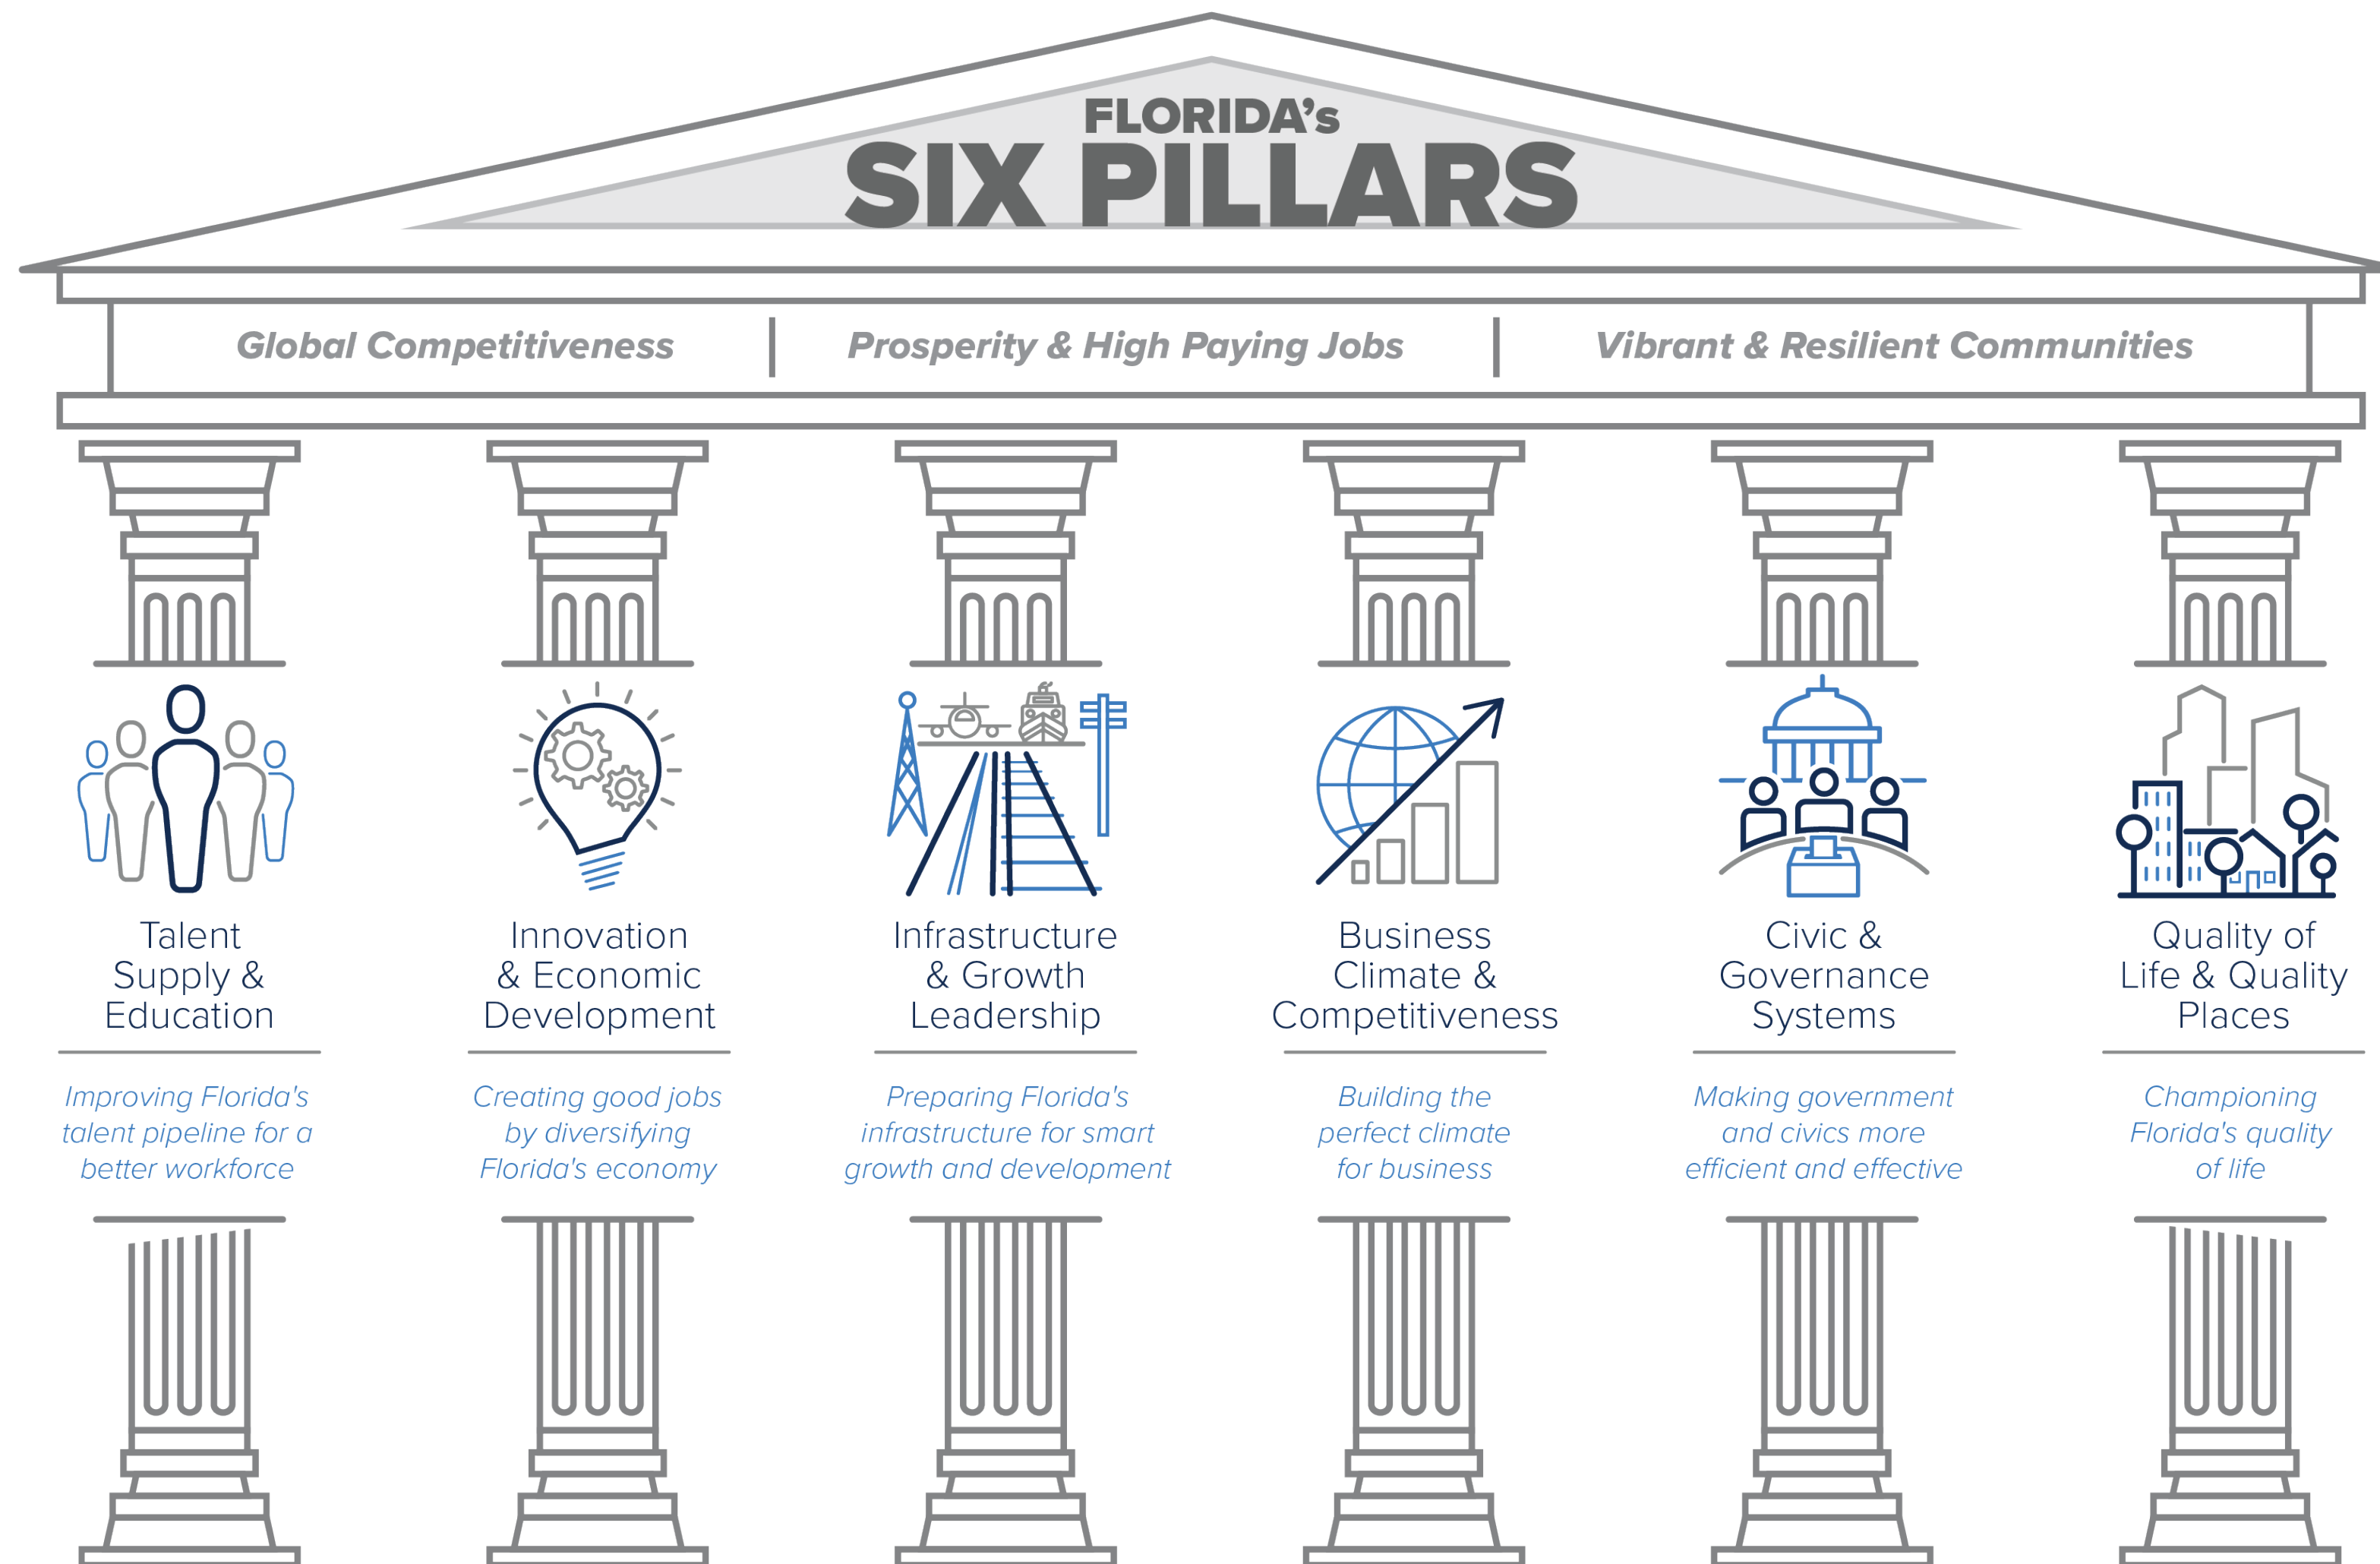 FLORIDA's
SIX PILLARS
Global Competitiveness | Prosperity & High Paying Jobs | Vibrant & Resilient Communities
Talent
Supply &
Education
Improving Florida's
talent pipeline for a
better workforce
Innovation
& Economic
Development
Creating good jobs
by diversifying
Florida's economy
Infrastructure
& Growth
Leadership
Preparing Florida's
infrastructure for smart
growth and development
Business
Climate &
Competitiveness
Building the
perfect climate
for business
Civic &
Governance
Systems
Making government
and civics more
efficient and effective
Quality of
Life & Quality
Places
Championing
Florida's quality
of life